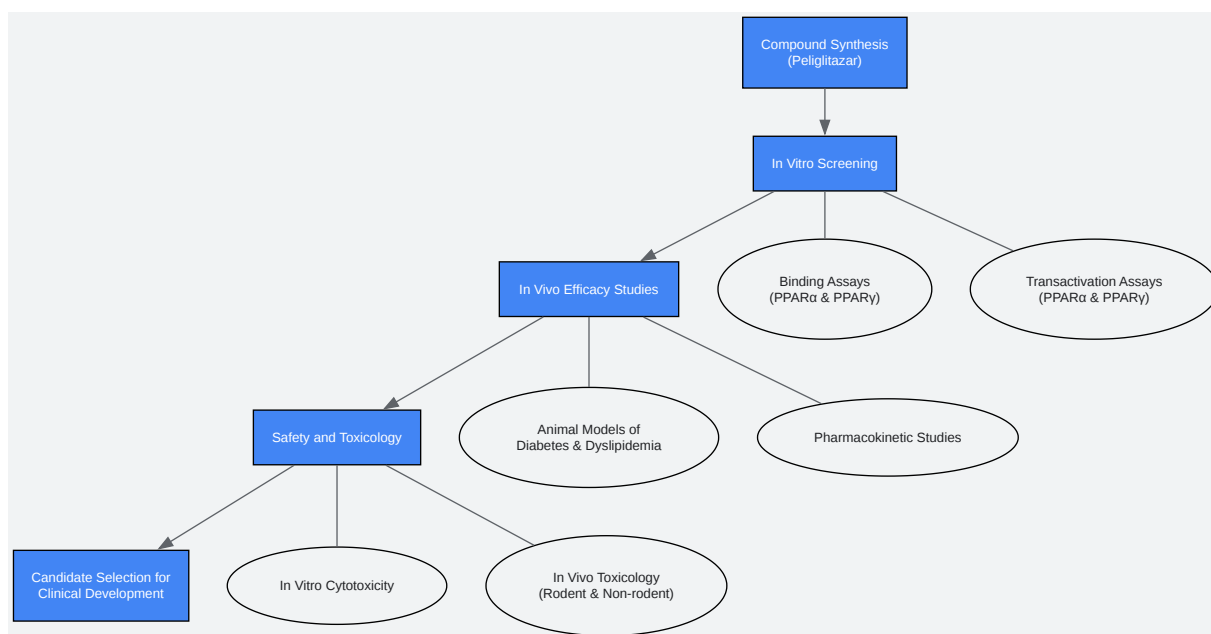 Compound Synthesis
(Peliglitazar)
In Vitro Screening
In Vivo Efficacy Studies
Binding Assays
(PPARα & PPARγ)
Transactivation Assays
(PPARα & PPARγ)
Safety and Toxicology
Animal Models of
Diabetes & Dyslipidemia
Pharmacokinetic Studies
Candidate Selection for
Clinical Development
In Vitro Cytotoxicity
In Vivo Toxicology
(Rodent & Non-rodent)